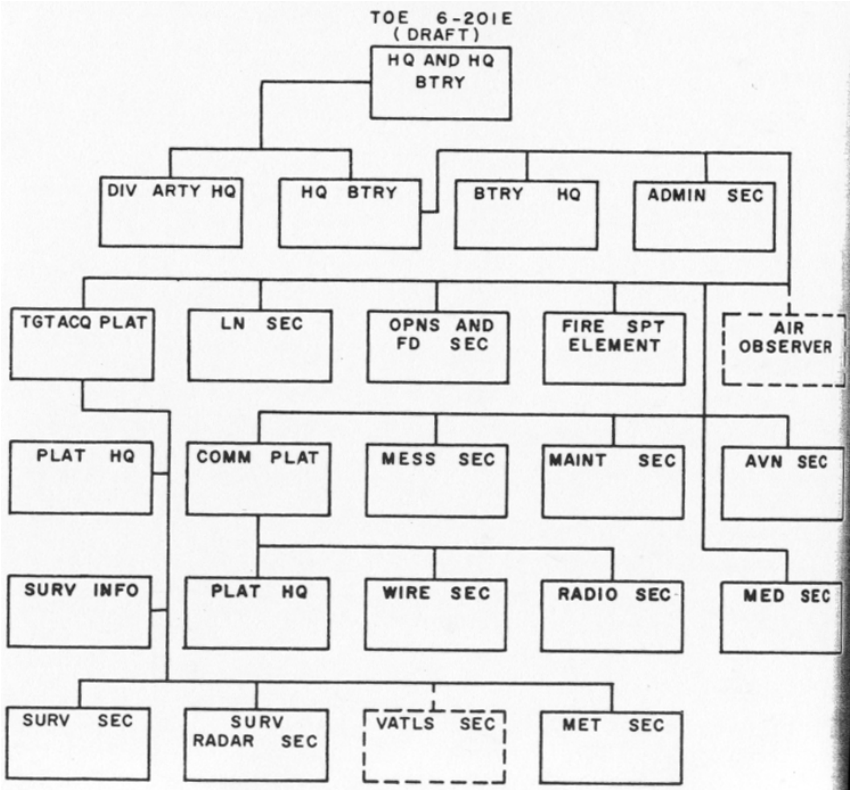 TOE 6-201E
(DRAFT)
HQ AND HQ
BTRY
DIV ARTY HQ
HQ BTRY
BTRY HQ
ADMIN SEC
TGTACQ PLAT
LN SEC
OPNS AND
FD SEC
FIRE SPT
ELEMENT
AIR
OBSERVER
PLAT HQ
COMM PLAT
MESS SEC
MAINT SEC
AVN SEC
SURV INFO
PLAT HQ
WIRE SEC
RADIO SEC
MED SEC
SURV SEC
SURV
RADAR SEC
VATLS SEC
MET SEC